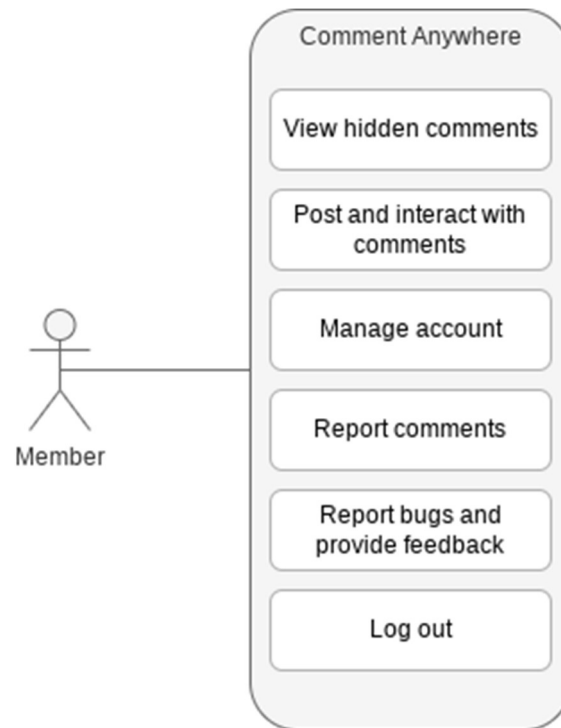 Comment Anywhere
View hidden comments
Post and interact with
comments
Manage account
Member
Report comments
Report bugs and
provide feedback
Log out